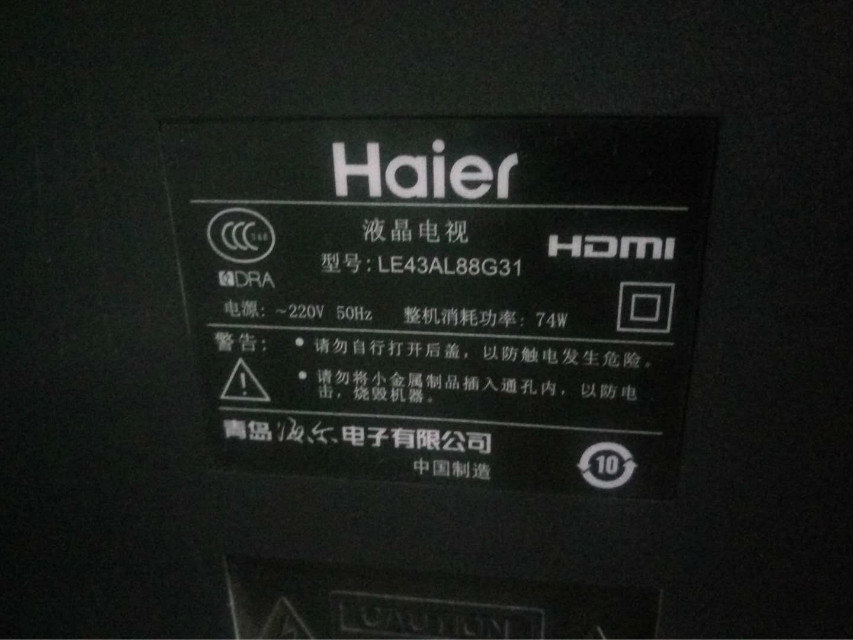 Haier
液晶电视
HDMI
型号:LE43AL88G31
DRA
电源: ~220V 50Hz 整机消耗功率: 74W
警告:
• 请勿自行打开后盖，以防触电发生危险。
• 请勿将小金属制品插入通孔内，以防电
击，烧毁机器。
青岛海尔电子有限公司
中国制造
10
CAUTION